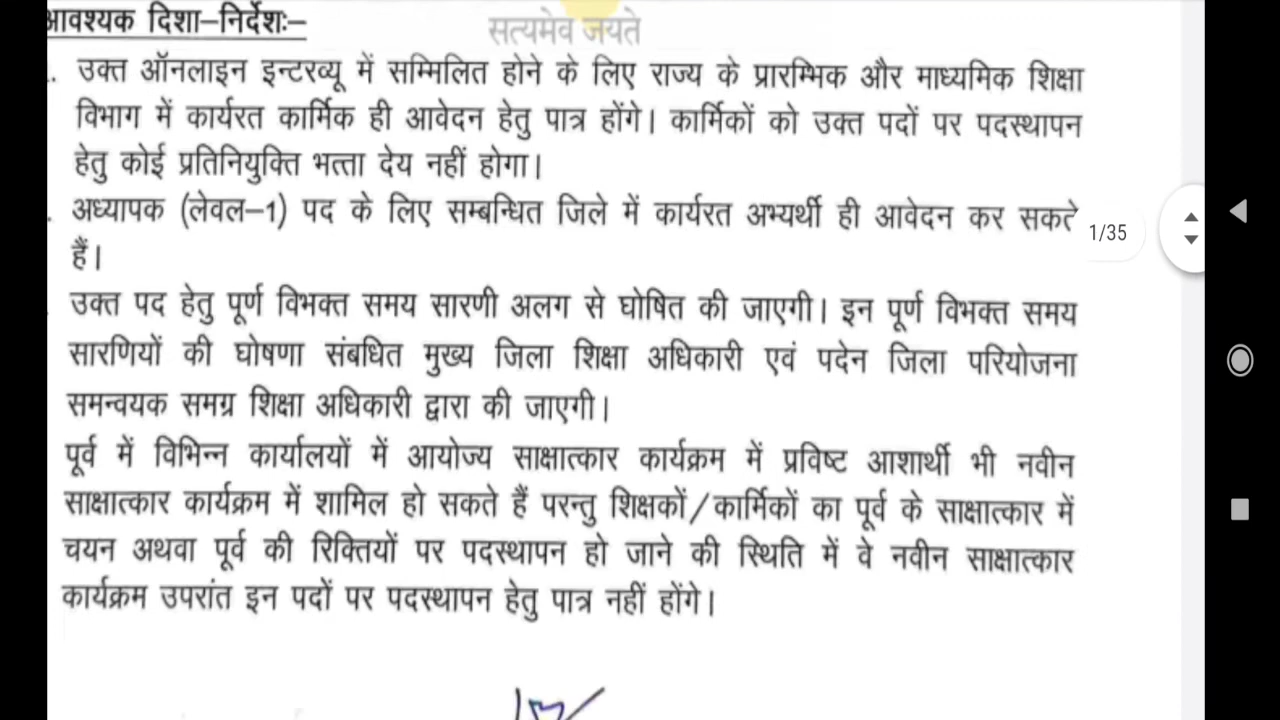 आवश्यक दिशा–निर्देशः–
सत्यमेव जयते
. उक्त ऑनलाइन इन्टरव्यू में सम्मिलित होने के लिए राज्य के प्रारम्भिक और माध्यमिक शिक्षा
विभाग में कार्यरत कार्मिक ही आवेदन हेतु पात्र होंगे। कार्मिकों को उक्त पदों पर पदस्थापन
हेतु कोई प्रतिनियुक्ति भत्ता देय नहीं होगा।
. अध्यापक (लेवल–1) पद के लिए सम्बन्धित जिले में कार्यरत अभ्यर्थी ही आवेदन कर सकते
1/35
हैं।
उक्त पद हेतु पूर्ण विभक्त समय सारणी अलग से घोषित की जाएगी। इन पूर्ण विभक्त समय
सारणियों की घोषणा संबधित मुख्य जिला शिक्षा अधिकारी एवं पदेन जिला परियोजना
समन्वयक समग्र शिक्षा अधिकारी द्वारा की जाएगी।
पूर्व में विभिन्न कार्यालयों में आयोज्य साक्षात्कार कार्यक्रम में प्रविष्ट आशार्थी भी नवीन
साक्षात्कार कार्यक्रम में शामिल हो सकते हैं परन्तु शिक्षकों/कार्मिकों का पूर्व के साक्षात्कार में
चयन अथवा पूर्व की रिक्तियों पर पदस्थापन हो जाने की स्थिति में वे नवीन साक्षात्कार
कार्यक्रम उपरांत इन पदों पर पदस्थापन हेतु पात्र नहीं होंगे।